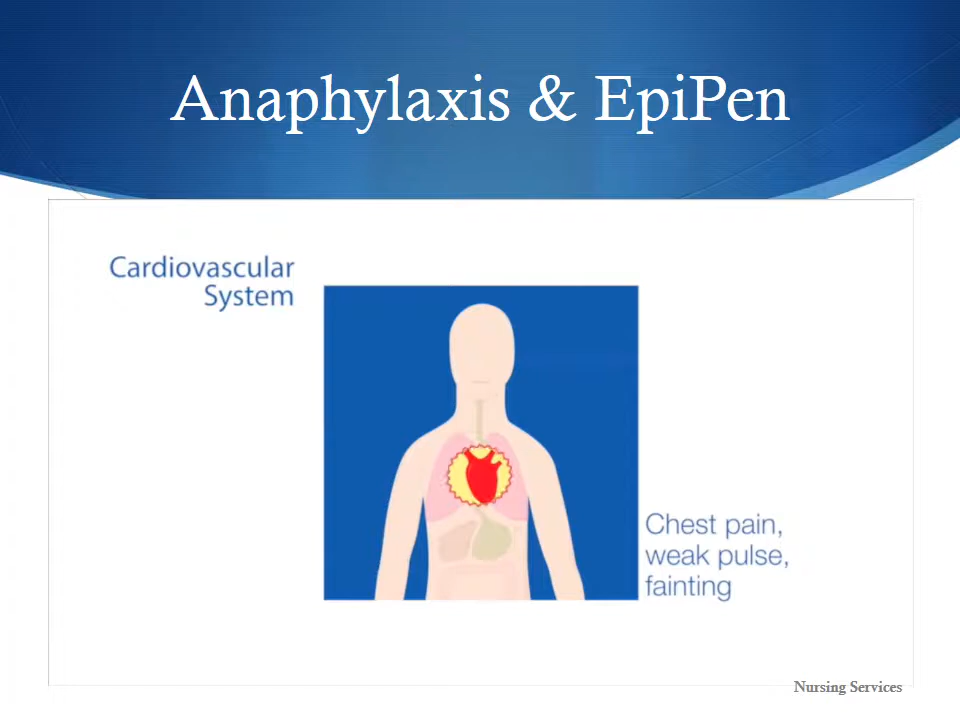 Anaphylaxis & EpiPen
Cardiovascular
System
Chest pain,
weak pulse,
fainting
Nursing Services